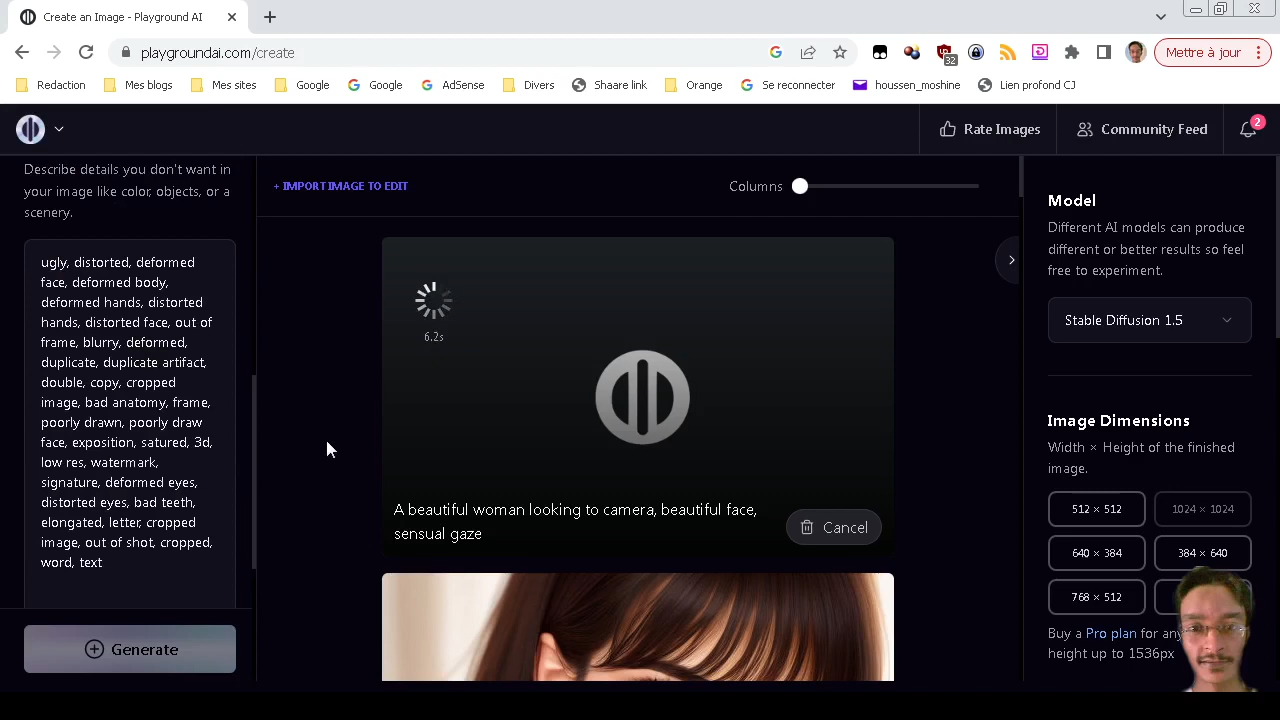 Create an Image - Playground AI
playgroundai.com/create
32
Mettre à jour
Redaction
Mes blogs
Mes sites
Google
Google
AdSense
Divers
Shaare link
Orange
Se reconnecter
houssen_moshine
Lien profond CJ
Rate Images
Community Feed
2
Describe details you don't want in
your image like color, objects, or a
scenery.
ugly, distorted, deformed
face, deformed body,
deformed hands, distorted
hands, distorted face, out of
frame, blurry, deformed,
duplicate, duplicate artifact,
double, copy, cropped
image, bad anatomy, frame,
poorly drawn, poorly draw
face, exposition, satured, 3d,
low res, watermark,
signature, deformed eyes,
distorted eyes, bad teeth,
elongated, letter, cropped
image, out of shot, cropped,
word, text
Generate
+ IMPORT IMAGE TO EDIT
Columns
6.2s
A beautiful woman looking to camera, beautiful face,
sensual gaze
Cancel
Model
Different AI models can produce
different or better results so feel
free to experiment.
Stable Diffusion 1.5
Image Dimensions
Width × Height of the finished
image.
512 × 512
1024 × 1024
640 × 384
384 × 640
768 × 512
Buy a Pro plan for any
height up to 1536px